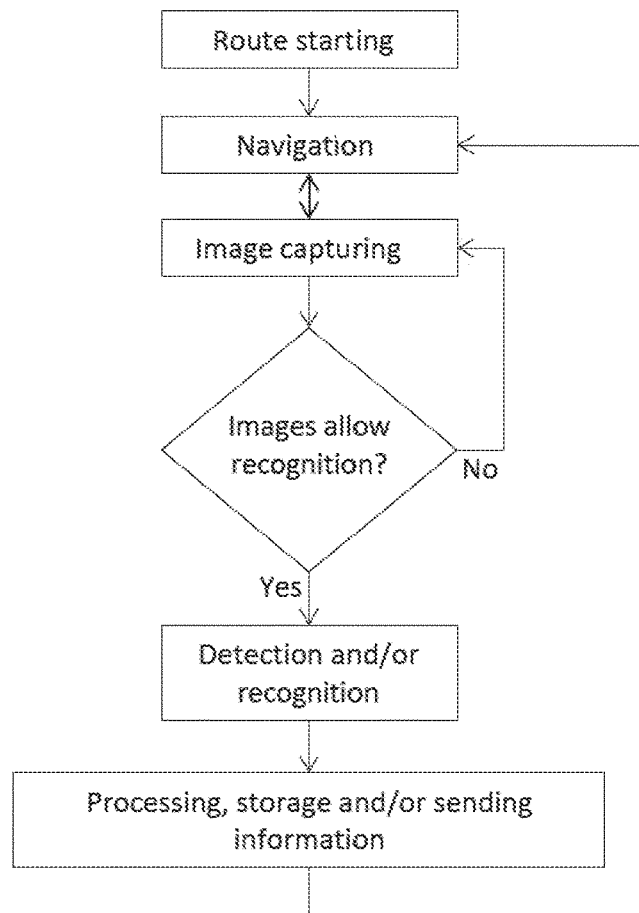 Route starting
Navigation
Image capturing
Images allow
recognition?
No
Yes
Detection and/or
recognition
Processing, storage and/or sending
information